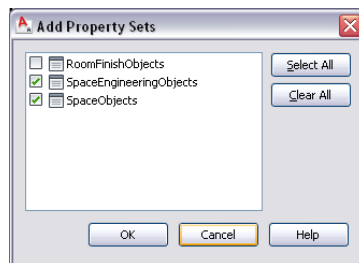 Add Property Sets
RoomFinishObjects
SpaceEngineeringObjects
SpaceObjects
Select All
Clear All
OK
Cancel
Help